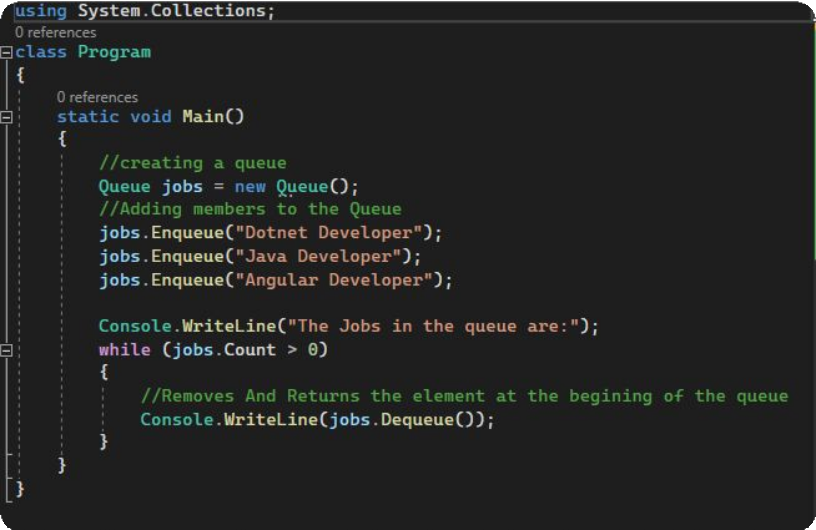 using System.Collections;
0 references
class Program
{
0 references
static void Main()
{
//creating a queue
Queue jobs = new Queue();
//Adding members to the Queue
jobs.Enqueue("Dotnet Developer");
jobs.Enqueue("Java Developer");
jobs.Enqueue("Angular Developer");
Console.WriteLine("The Jobs in the queue are:");
while (jobs.Count > 0)
{
//Removes And Returns the element at the begining of the queue
Console.WriteLine(jobs.Dequeue());
}
}
}